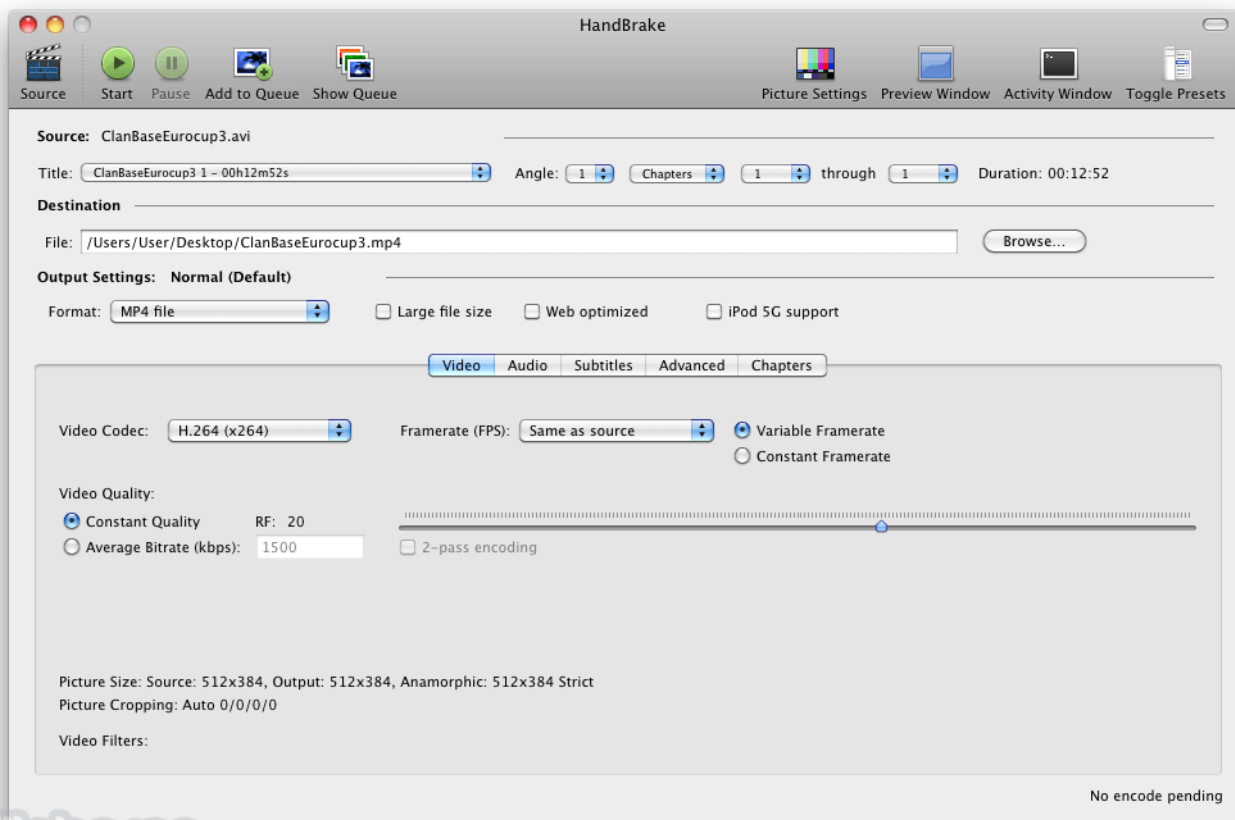 HandBrake
Source Start Pause Add to Queue Show Queue Picture Settings Preview Window Activity Window Toggle Presets
Source: ClanBaseEurocup3.avi
Title: ClanBaseEurocup3 1 - 00h12m52s Angle: 1 Chapters 1 through 1 Duration: 00:12:52
Destination
File: /Users/User/Desktop/ClanBaseEurocup3.mp4 Browse...
Output Settings: Normal (Default)
Format: MP4 file Large file size Web optimized iPod 5G support
Video Audio Subtitles Advanced Chapters
Video Codec: H.264 (x264) Framerate (FPS): Same as source Variable Framerate
Constant Framerate
Video Quality:
Constant Quality RF: 20
Average Bitrate (kbps): 1500 2-pass encoding
Picture Size: Source: 512x384, Output: 512x384, Anamorphic: 512x384 Strict
Picture Cropping: Auto 0/0/0/0
Video Filters:
No encode pending